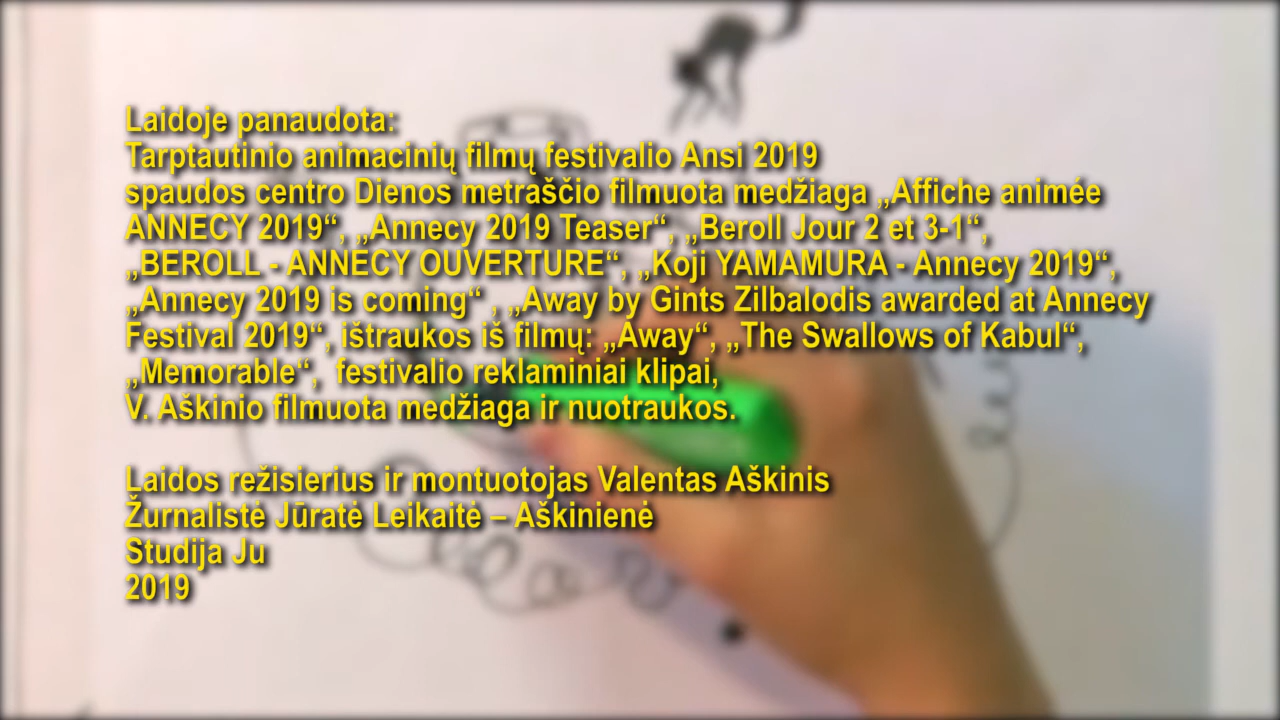 Laidoje panaudota:
Tarptautinio animacinių filmų festivalio Ansi 2019
spaudos centro Dienos metraščio filmuota medžiaga „Affiche animée
ANNECY 2019“, „Annecy 2019 Teaser“, „Beroll Jour 2 et 3-1“,
„BEROLL - ANNECY OUVERTURE“, „Koji YAMAMURA - Annecy 2019“,
„Annecy 2019 is coming“ , „Away by Gints Zilbalodis awarded at Annecy
Festival 2019“, ištraukos iš filmų: „Away“, „The Swallows of Kabul“,
„Memorable“,  festivalio reklaminiai klipai,
V. Aškinio filmuota medžiaga ir nuotraukos.
Laidos režisierius ir montuotojas Valentas Aškinis
Žurnalistė Jūratė Leikaitė – Aškinienė
Studija Ju
2019